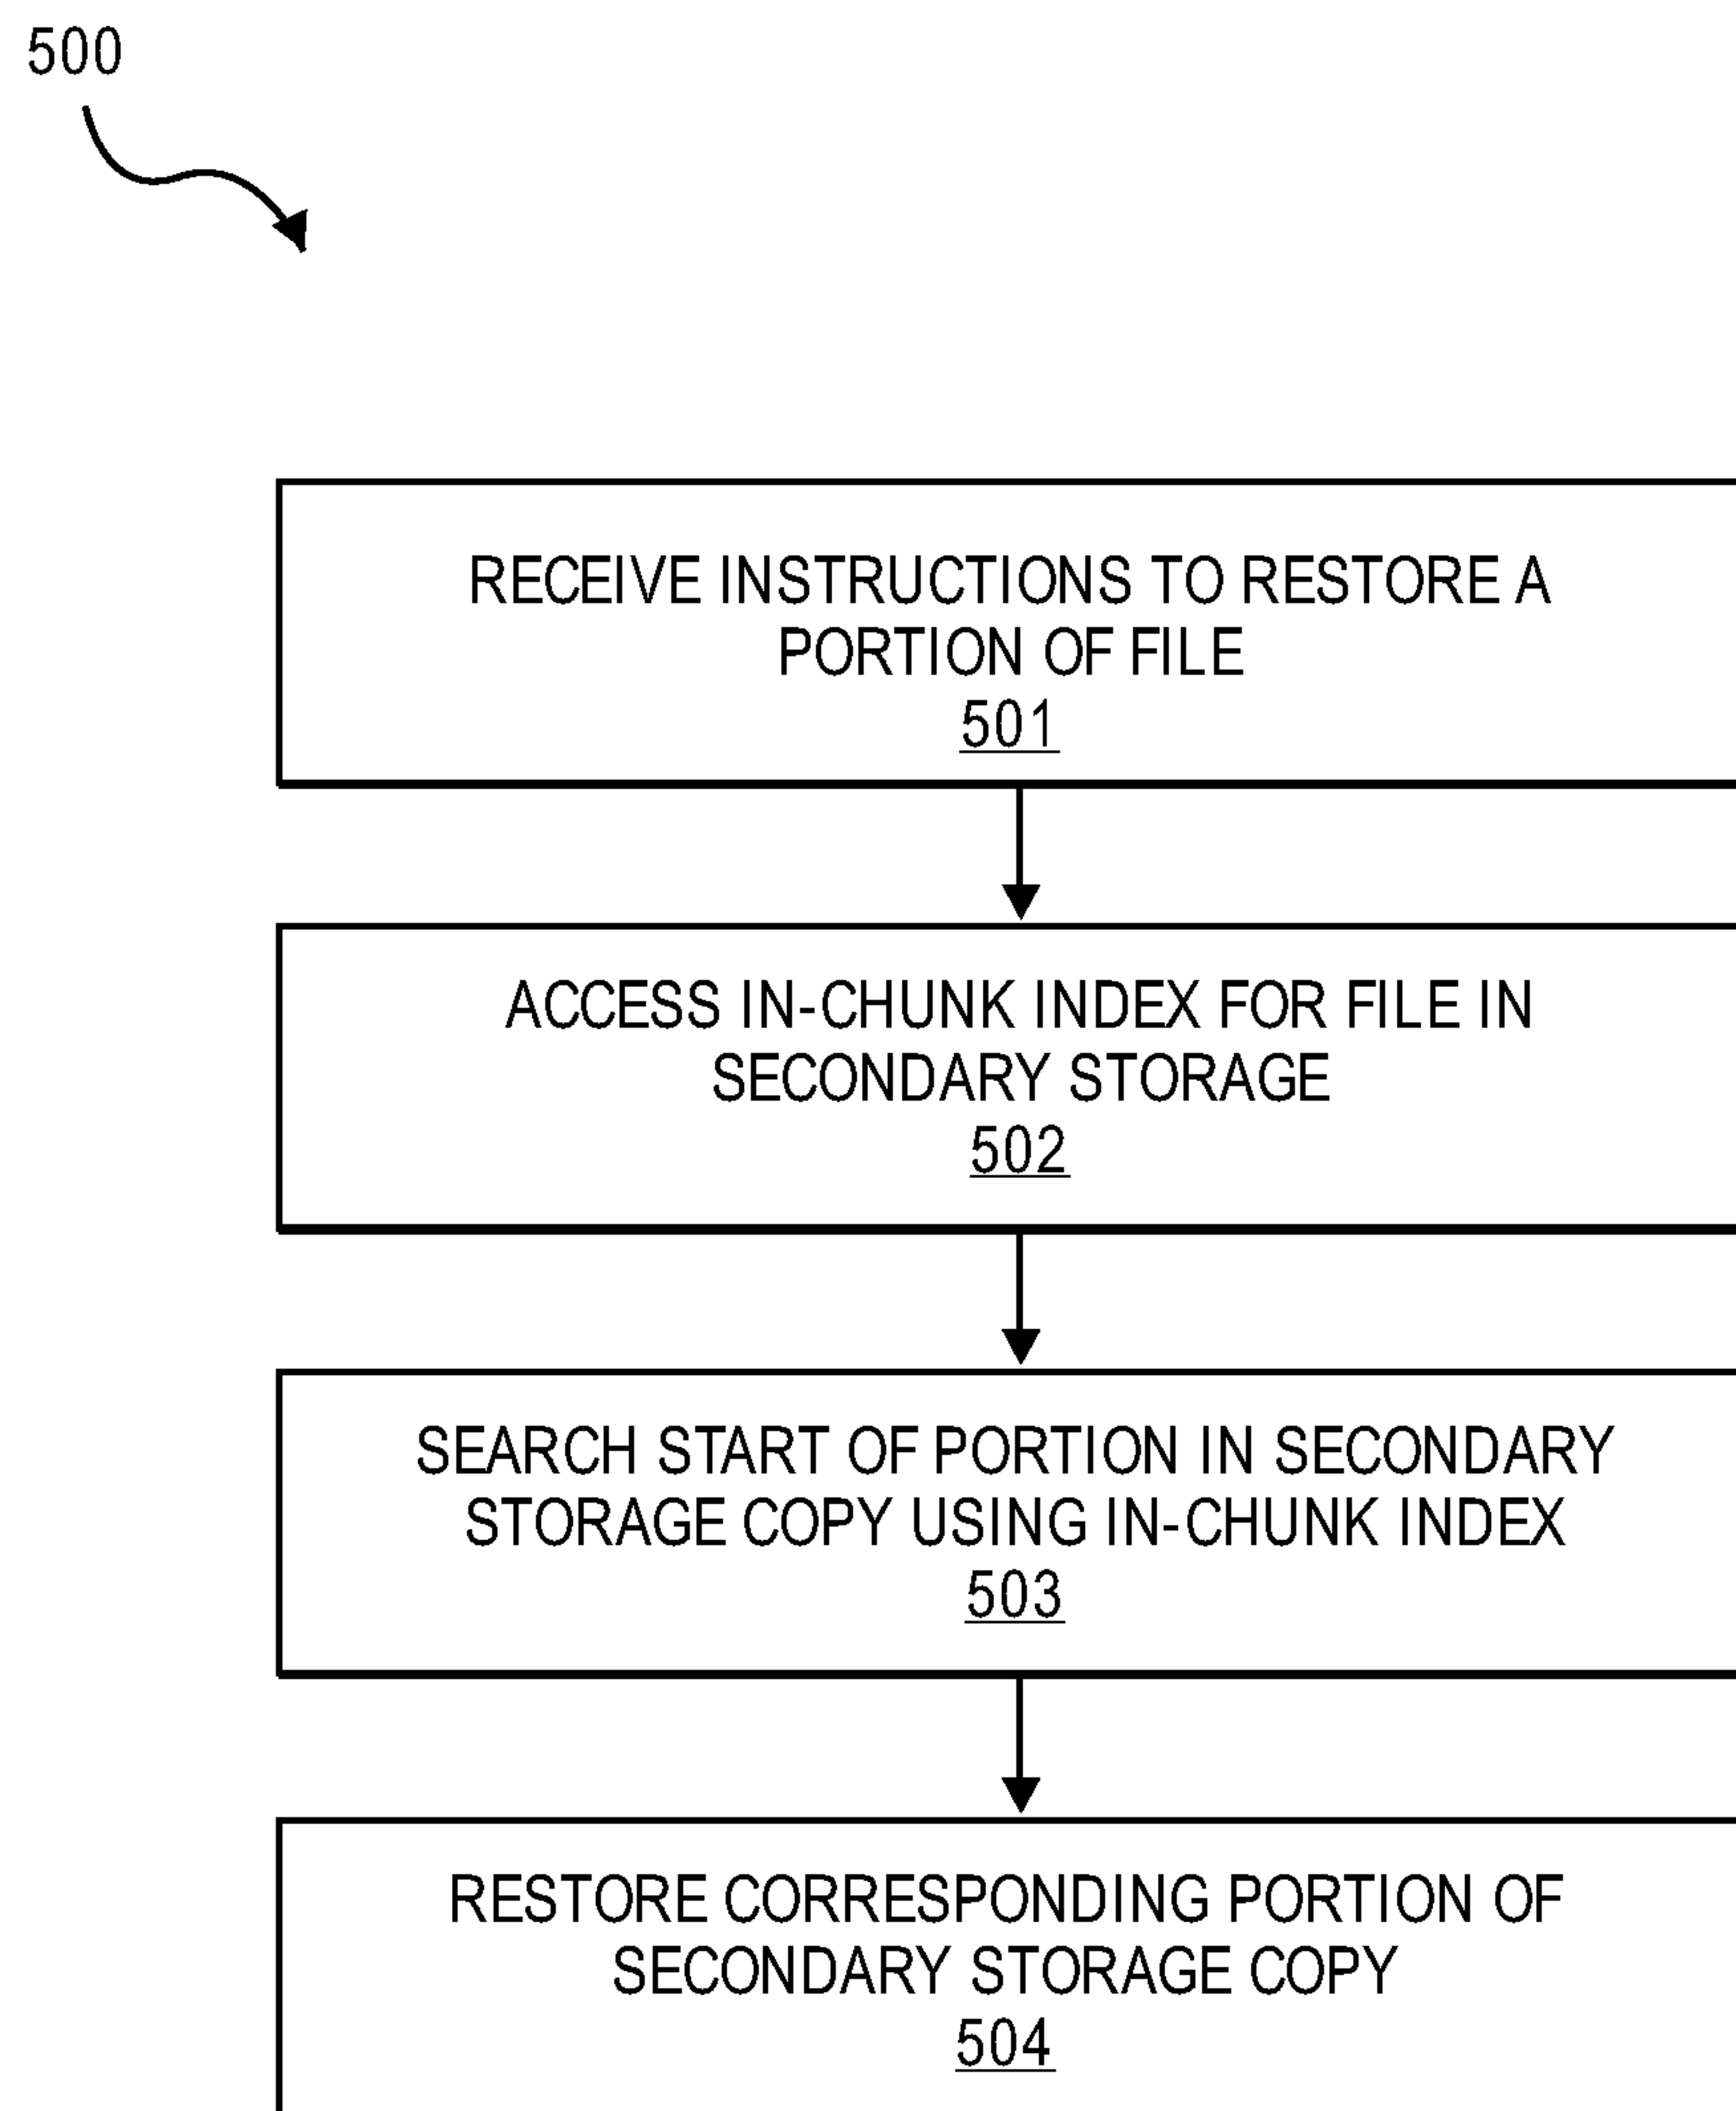 500
RECEIVE INSTRUCTIONS TO RESTORE A
PORTION OF FILE
501
ACCESS IN-CHUNK INDEX FOR FILE IN
SECONDARY STORAGE
502
SEARCH START OF PORTION IN SECONDARY
STORAGE COPY USING IN-CHUNK INDEX
503
RESTORE CORRESPONDING PORTION OF
SECONDARY STORAGE COPY
504